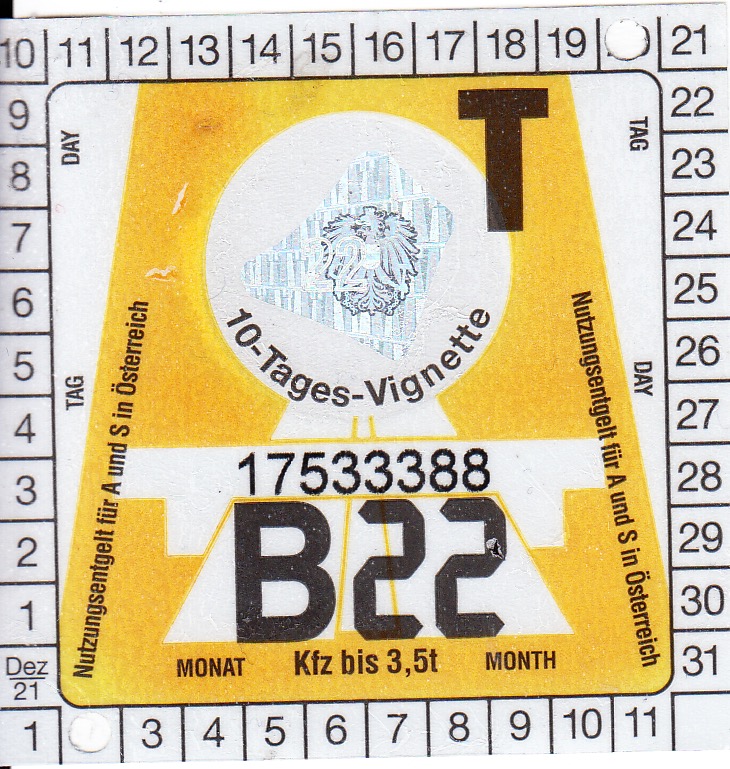 10 11 12 13 14 15 16 17 18 19 21
9 22
8 23
7 24
6 25
5 26
4 27
3 28
2 29
1 30
Dez 21 31
1 3 4 5 6 7 8 9 10 11
DAY
TAG
T
TAG
DAY
10-Tages-Vignette
Nutzungsentgelt für A und S in Österreich
Nutzungsentgelt für A und S in Österreich
17533388
B22
MONAT Kfz bis 3,5t MONTH